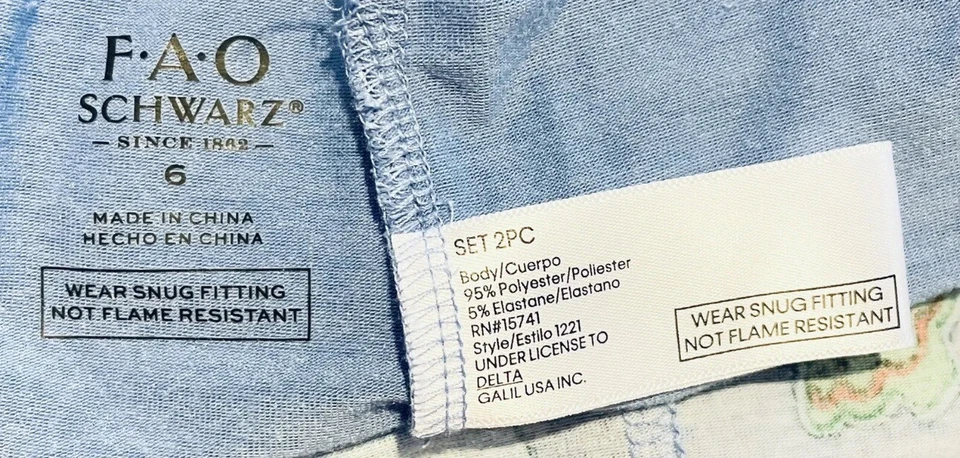 F·A·O
SCHWARZ®
— SINCE 1862 —
6
MADE IN CHINA
HECHO EN CHINA
WEAR SNUG FITTING
NOT FLAME RESISTANT
SET 2PC
Body/Cuerpo
95% Polyester/Poliester
5% Elastane/Elastano
RN#15741
Style/Estilo 1221
UNDER LICENSE TO
DELTA
GALIL USA INC.
WEAR SNUG FITTING
NOT FLAME RESISTANT